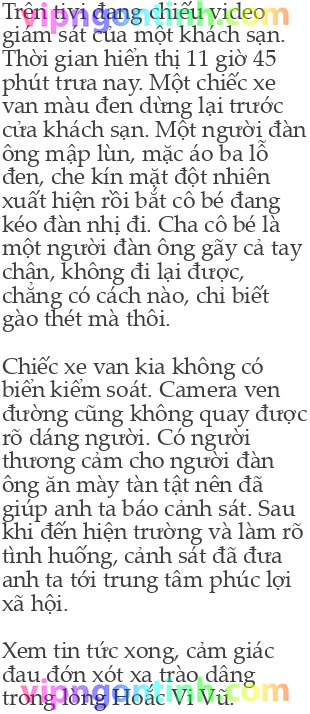 Trên tivi đang chiếu video
vipngontinh.com
giám sát của một khách sạn.
Thời gian hiển thị 11 giờ 45
phút trưa nay. Một chiếc xe
van màu đen dừng lại trước
cửa khách sạn. Một người đàn
ông mập lùn, mặc áo ba lỗ
đen, che kín mặt đột nhiên
xuất hiện rồi bắt cô bé đang
kéo đàn nhị đi. Cha cô bé là
một người đàn ông gãy cả tay
chân, không đi lại được,
chẳng có cách nào, chỉ biết
gào thét mà thôi.
Chiếc xe van kia không có
biển kiểm soát. Camera ven
đường cũng không quay được
rõ dáng người. Có người
thương cảm cho người đàn
ông ăn mày tàn tật nên đã
giúp anh ta báo cảnh sát. Sau
khi đến hiện trường và làm rõ
tình huống, cảnh sát đã đưa
anh ta tới trung tâm phúc lợi
xã hội.
Xem tin tức xong, cảm giác
đau đớn xót xa trào dâng
vipngontinh.com
trong lòng Hoắc Vi Vũ.